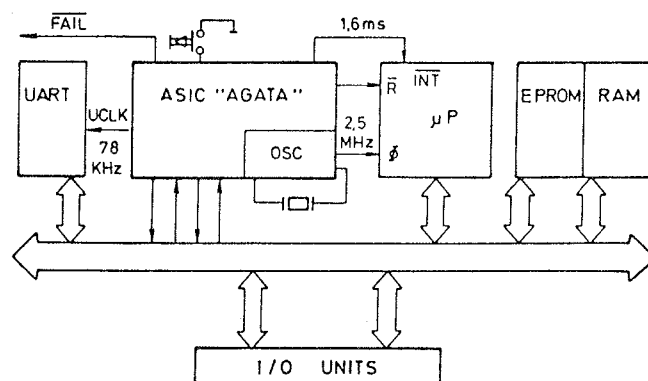 FAIL
1,6ms
UART
ASIC "AGATA"
R
INT
EPROM
RAM
UCLK
2,5
MHz
μP
78
KHz
OSC
ϕ
I/O UNITS